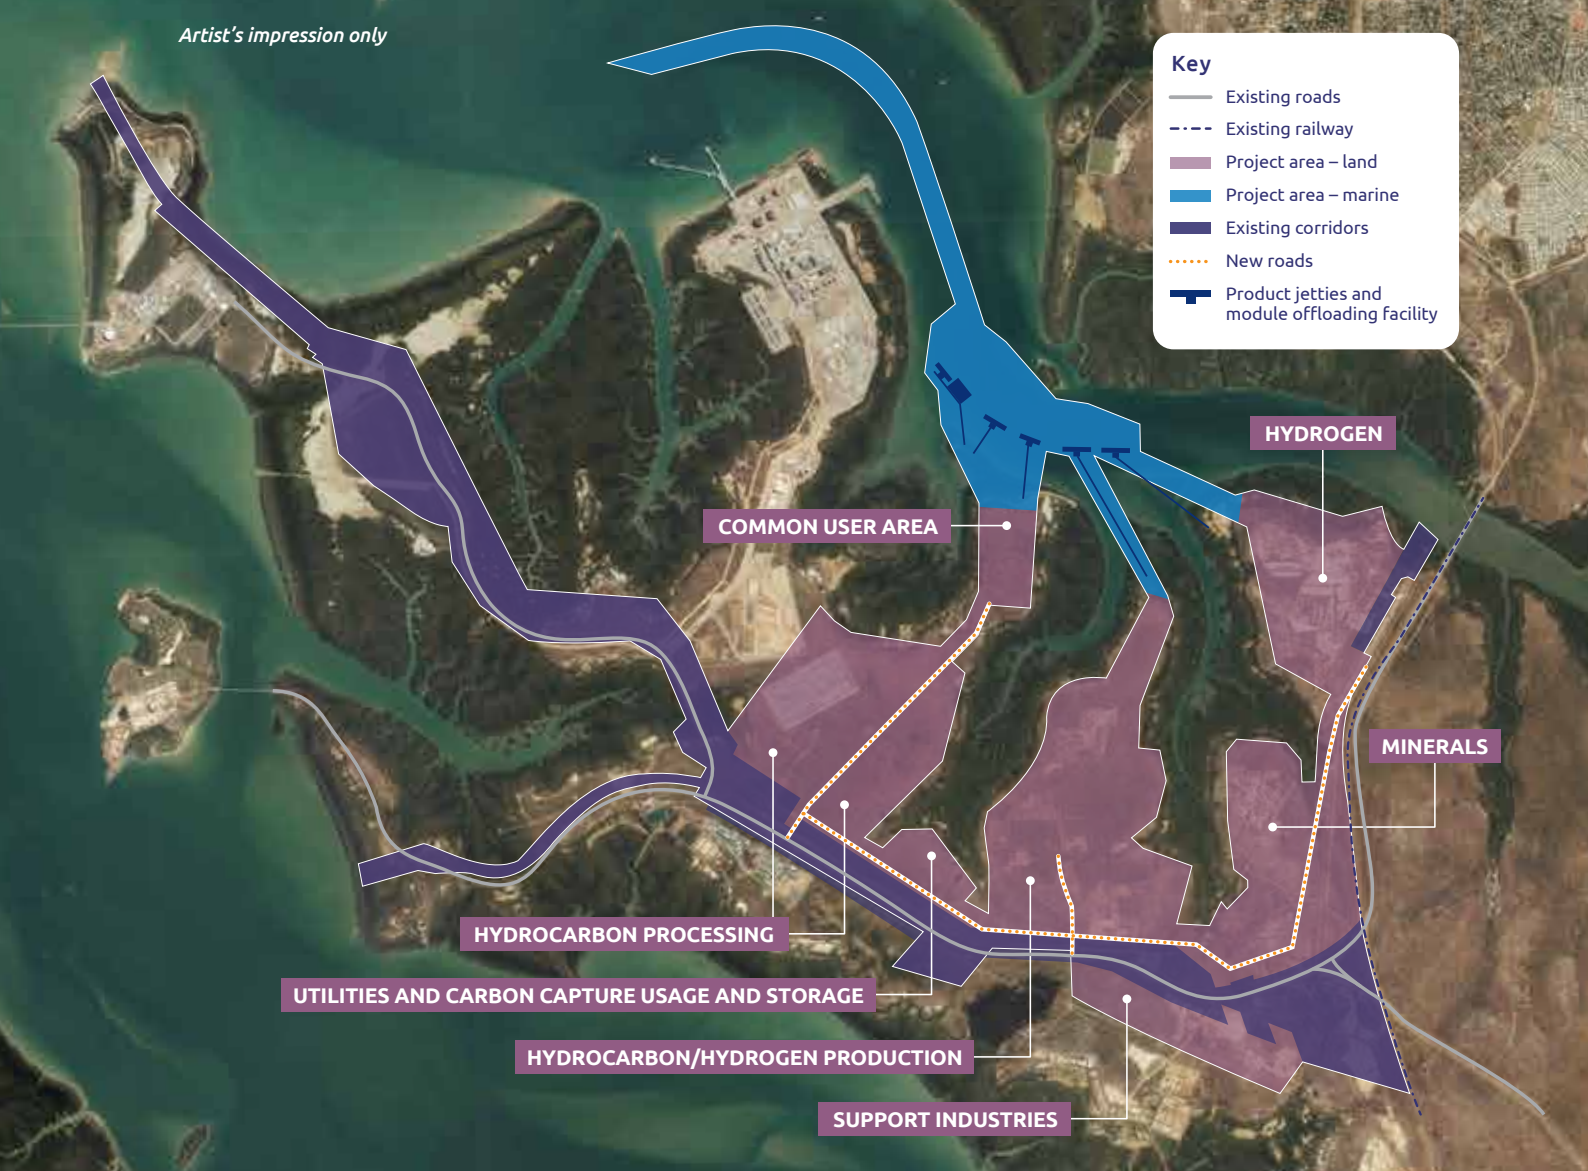 Artist's impression only
Key
Existing roads
Existing railway
Project area – land
Project area – marine
Existing corridors
New roads
Product jetties and
module offloading facility
HYDROGEN
COMMON USER AREA
MINERALS
HYDROCARBON PROCESSING
UTILITIES AND CARBON CAPTURE USAGE AND STORAGE
HYDROCARBON/HYDROGEN PRODUCTION
SUPPORT INDUSTRIES